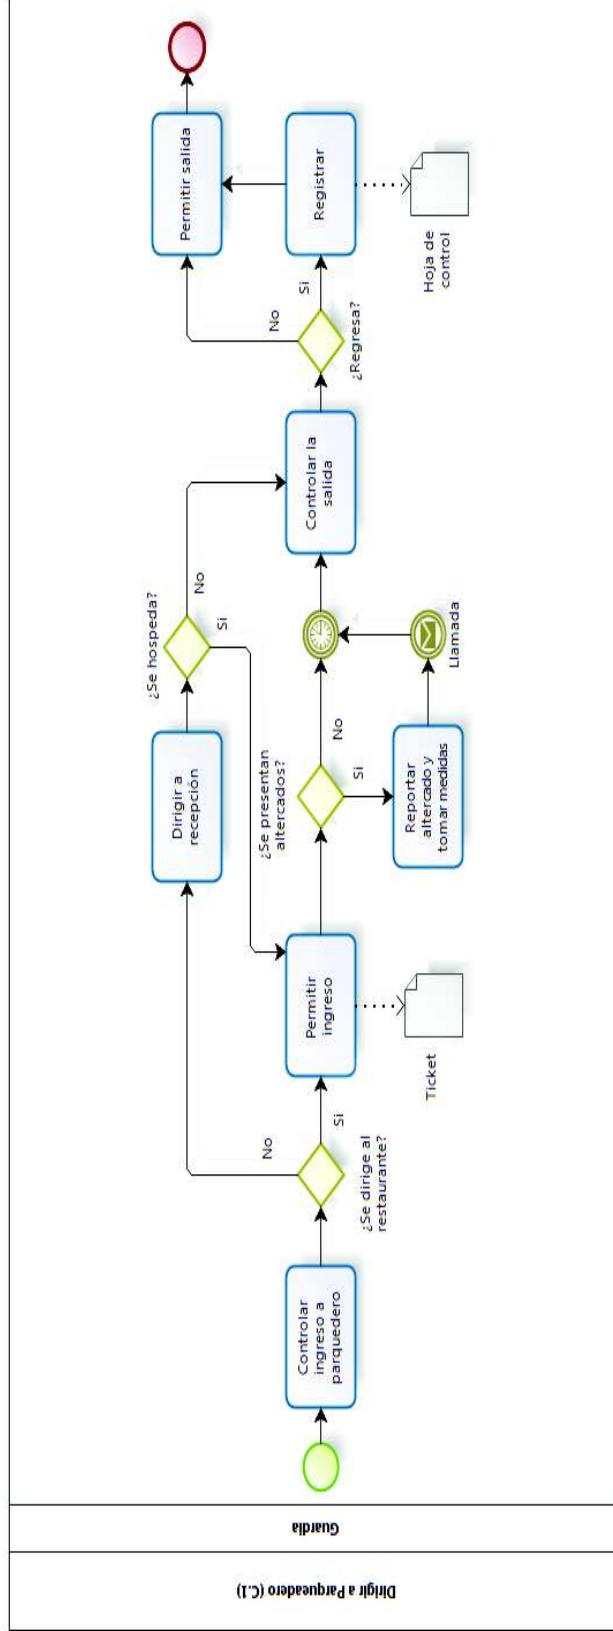 Dirigir a Parqueadero (C.1)
Guardia
Controlar
ingreso a
parquedero
¿Se dirige al
restaurante?
No
Si
Permitir
ingreso
Ticket
Dirigir a
recepción
¿Se hospeda?
No
Si
¿Se presentan
altercados?
No
Si
Reportar
altercado y
tomar medidas
Llamada
Controlar la
salida
¿Regresa?
No
Si
Registrar
Hoja de
control
Permitir salida